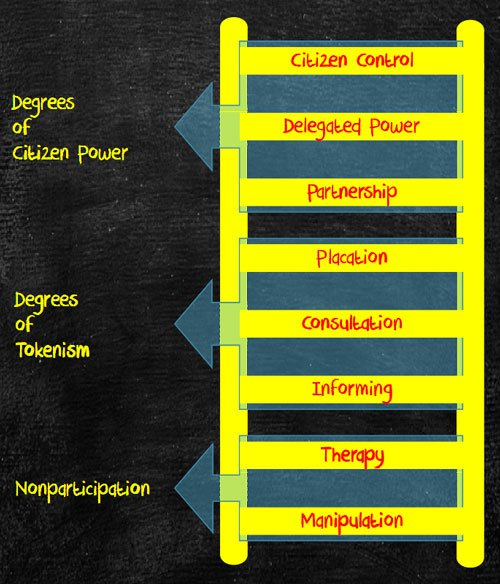 Citizen Control
Degrees
of
Citizen Power
Delegated Power
Partnership
Placation
Degrees
of
Tokenism
Consultation
Informing
Therapy
Nonparticipation
Manipulation